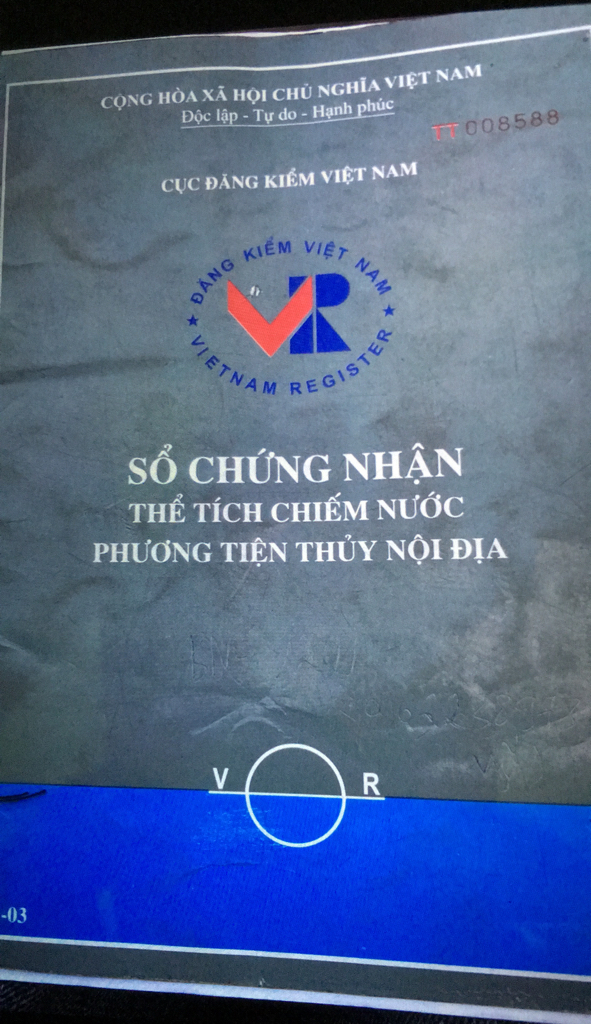 CỘNG HÒA XÃ HỘI CHỦ NGHĨA VIỆT NAM
Độc lập - Tự do - Hạnh phúc
TT 008588
CỤC ĐĂNG KIỂM VIỆT NAM
★ ĐĂNG KIỂM VIỆT NAM ★
VR
VIETNAM REGISTER
SỔ CHỨNG NHẬN
THỂ TÍCH CHIẾM NƯỚC
PHƯƠNG TIỆN THỦY NỘI ĐỊA
V R
-03